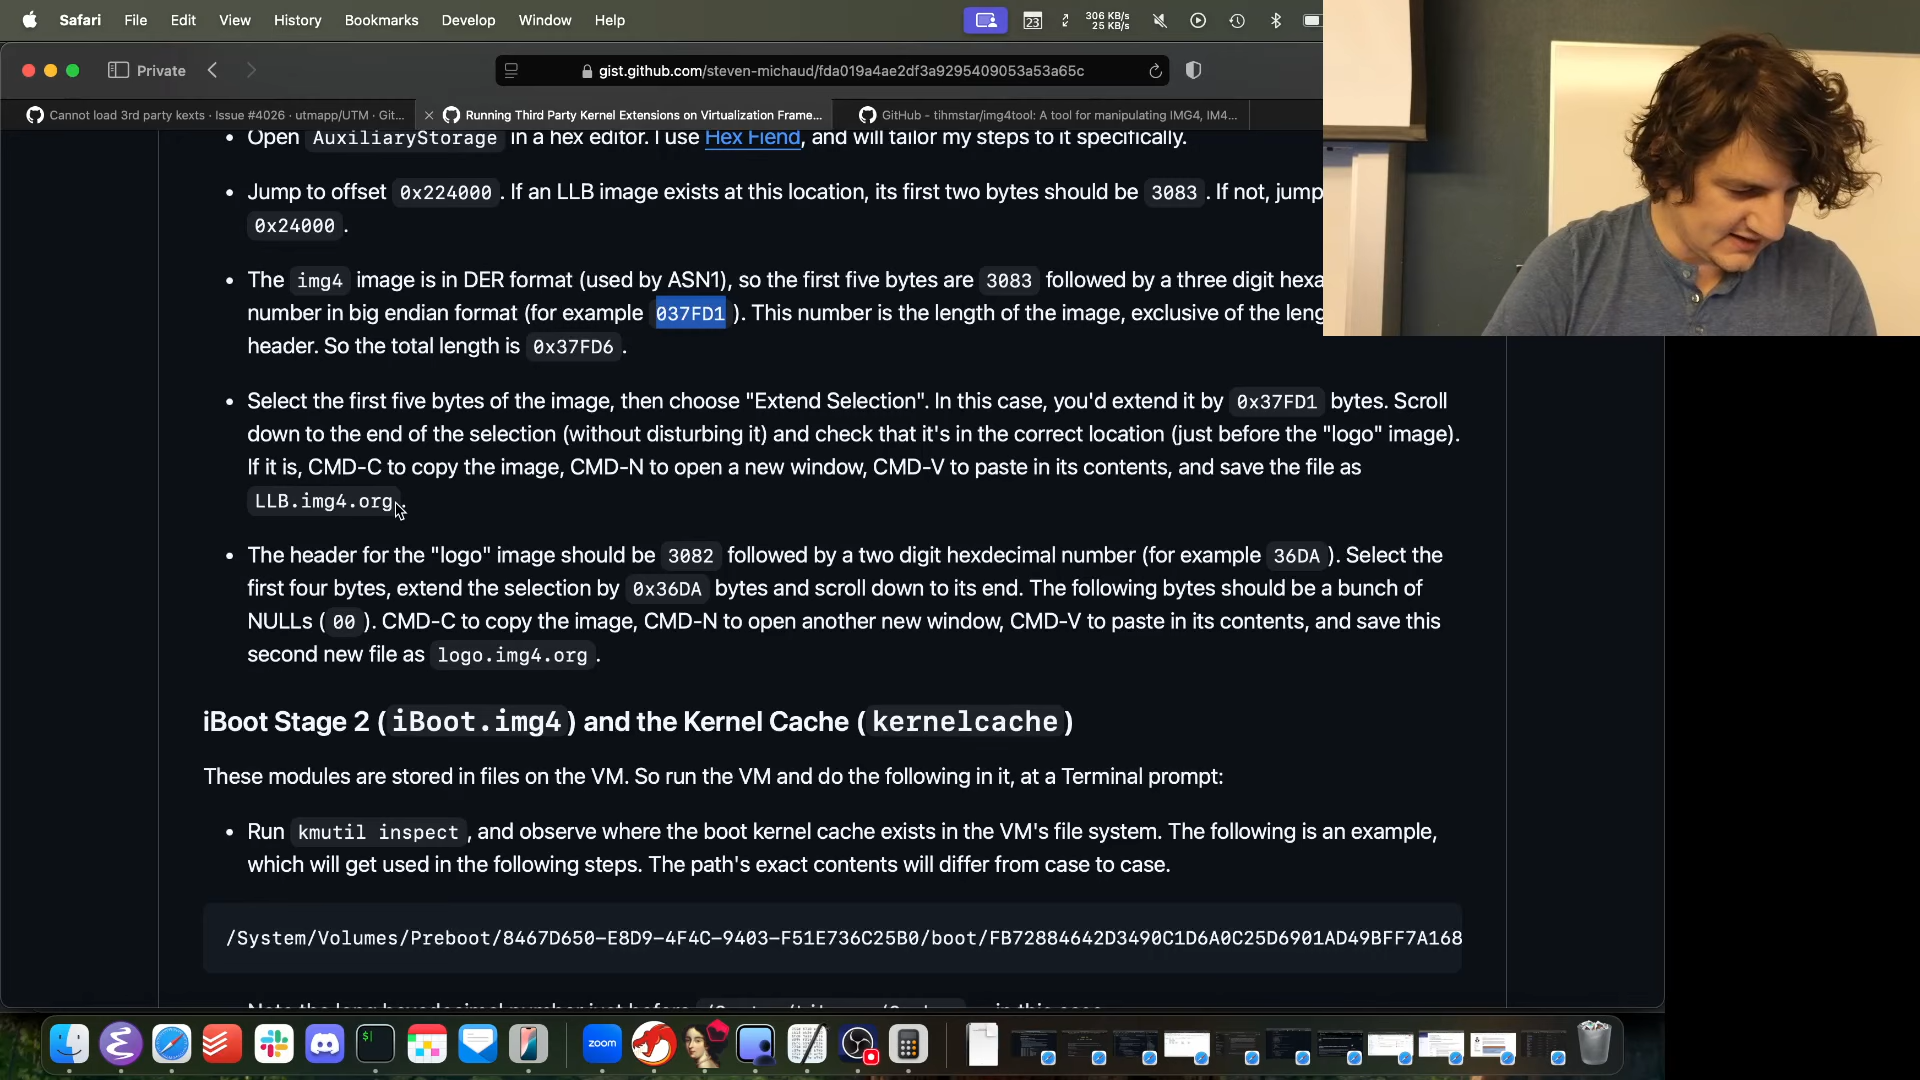 Safari File Edit View History Bookmarks Develop Window Help 23 306 KB/s 25 KB/s
Private gist.github.com/steven-michaud/fda019a4ae2df3a9295409053a53a65c
Cannot load 3rd party kexts · Issue #4026 · utmapp/UTM · Git... Running Third Party Kernel Extensions on Virtualization Frame... GitHub - tihmstar/img4tool: A tool for manipulating IMG4, IM4...
Open AuxiliaryStorage in a hex editor. I use Hex Fiend, and will tailor my steps to it specifically.
Jump to offset 0x224000. If an LLB image exists at this location, its first two bytes should be 3083. If not, jump
0x24000.
The img4 image is in DER format (used by ASN1), so the first five bytes are 3083 followed by a three digit hexa
number in big endian format (for example 037FD1). This number is the length of the image, exclusive of the leng
header. So the total length is 0x37FD6.
Select the first five bytes of the image, then choose "Extend Selection". In this case, you'd extend it by 0x37FD1 bytes. Scroll
down to the end of the selection (without disturbing it) and check that it's in the correct location (just before the "logo" image).
If it is, CMD-C to copy the image, CMD-N to open a new window, CMD-V to paste in its contents, and save the file as
LLB.img4.org.
The header for the "logo" image should be 3082 followed by a two digit hexdecimal number (for example 36DA). Select the
first four bytes, extend the selection by 0x36DA bytes and scroll down to its end. The following bytes should be a bunch of
NULLs (00). CMD-C to copy the image, CMD-N to open another new window, CMD-V to paste in its contents, and save this
second new file as logo.img4.org.
iBoot Stage 2 (iBoot.img4) and the Kernel Cache (kernelcache)
These modules are stored in files on the VM. So run the VM and do the following in it, at a Terminal prompt:
Run kmutil inspect, and observe where the boot kernel cache exists in the VM's file system. The following is an example,
which will get used in the following steps. The path's exact contents will differ from case to case.
/System/Volumes/Preboot/8467D650-E8D9-4F4C-9403-F51E736C25B0/boot/FB72884642D3490C1D6A0C25D6901AD49BFF7A168
Note the long hexadecimal number just before
zoom